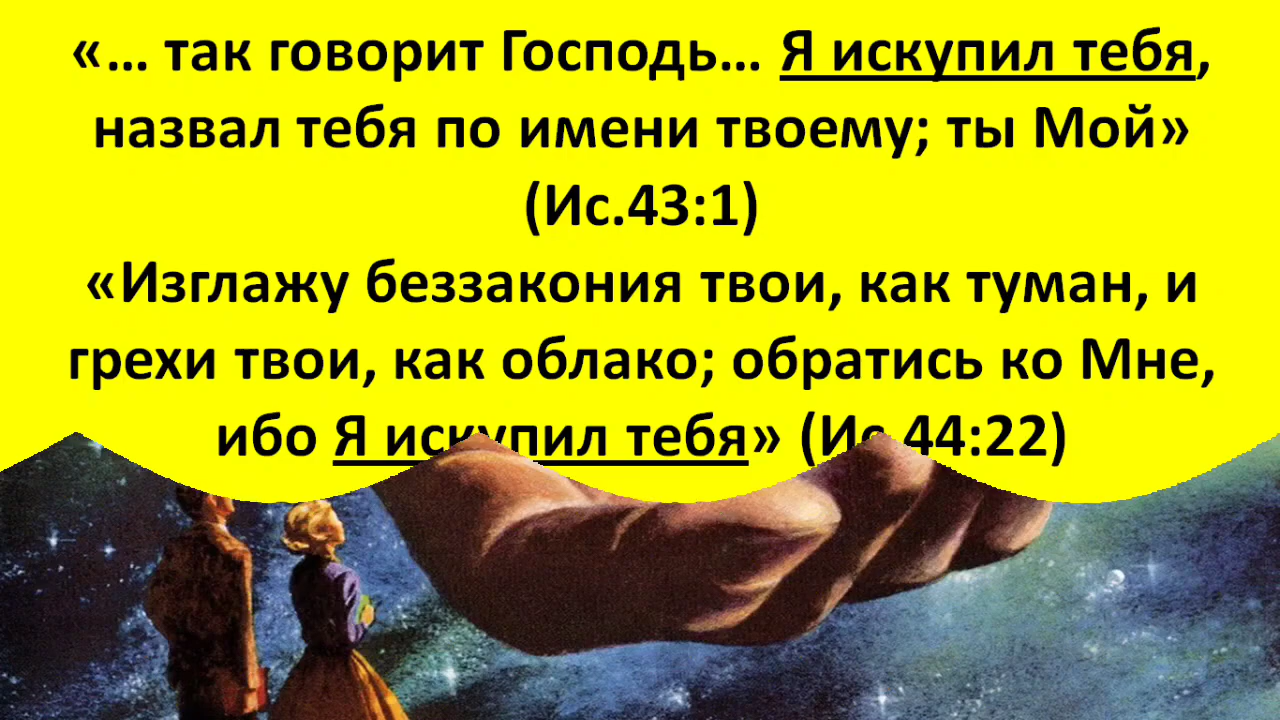 «… так говорит Господь… Я искупил тебя,
назвал тебя по имени твоему; ты Мой»
(Ис.43:1)
«Изглажу беззакония твои, как туман, и
грехи твои, как облако; обратись ко Мне,
ибо Я искупил тебя» (Ис.44:22)